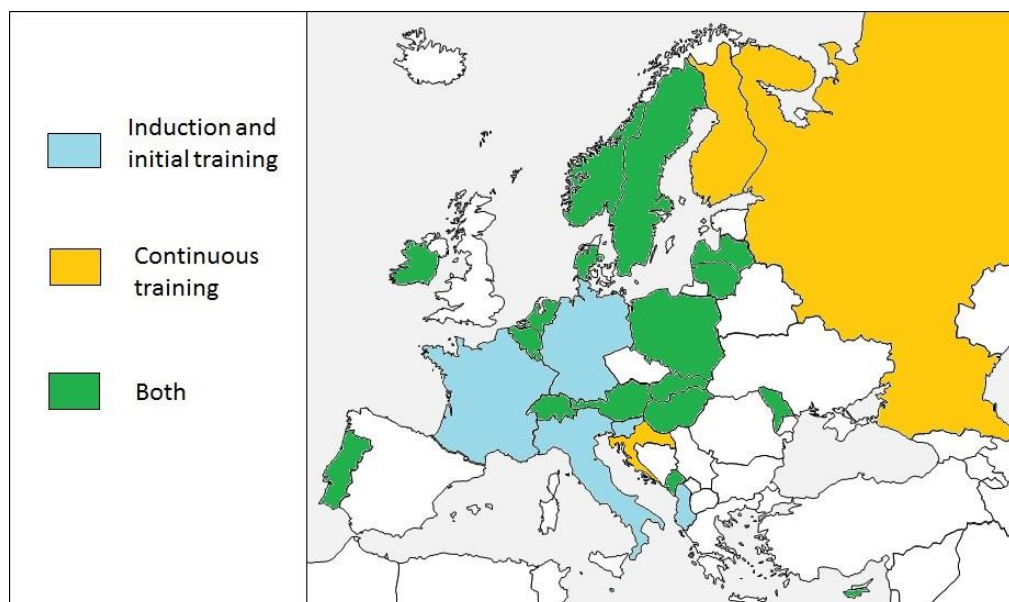 Induction and
initial training
Continuous
training
Both